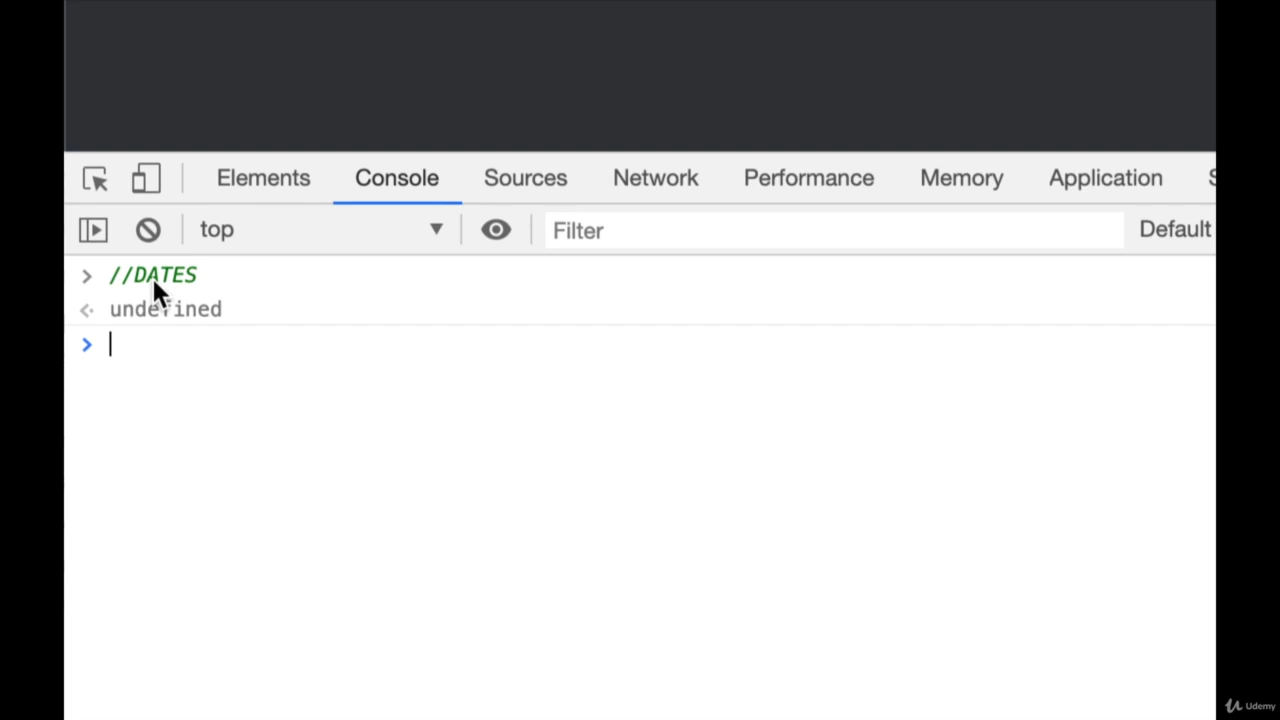 Elements Console Sources Network Performance Memory Application S
top ▼ Filter Default
> //DATES
<· undefined
>
Udemy